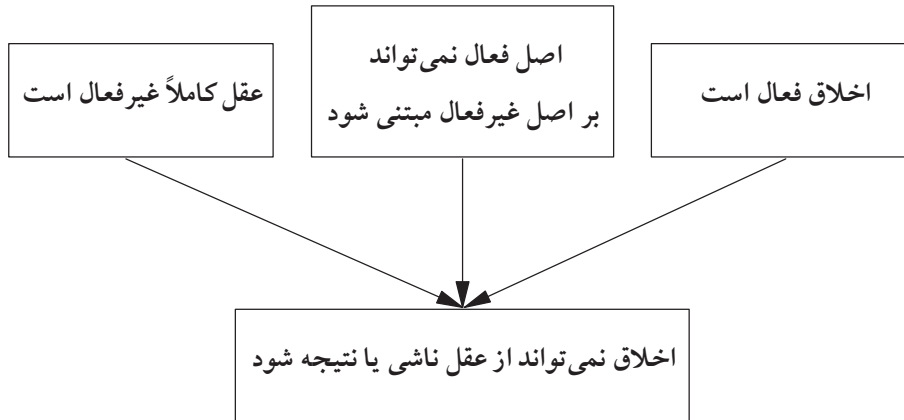 اخلاق فعال است
اصل فعال نمی‌تواند
بر اصل غیرفعال مبتنی شود
عقل کاملاً غیرفعال است
اخلاق نمی‌تواند از عقل ناشی یا نتیجه شود